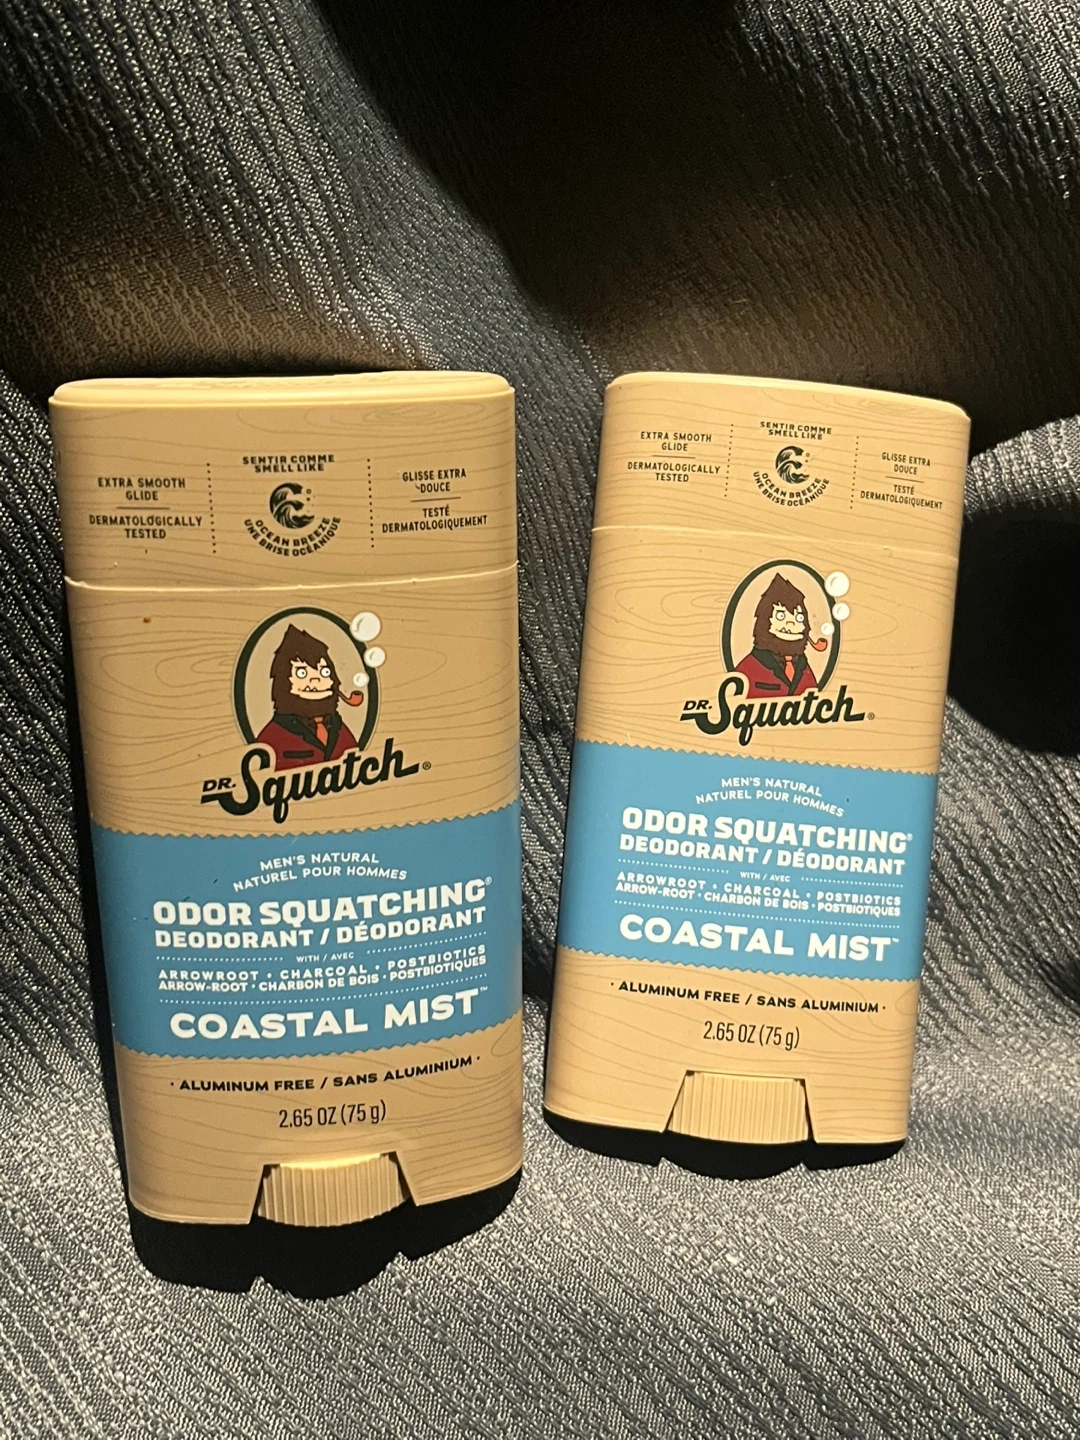 EXTRA SMOOTH
GLIDE
DERMATOLOGICALLY
TESTED
SENTIR COMME
SMELL LIKE
OCEAN BREEZE
UNE BRISE OCÉANIQUE
GLISSE EXTRA
DOUCE
TESTÉ
DERMATOLOGIQUEMENT
DR. Squatch®
MEN'S NATURAL
NATUREL POUR HOMMES
ODOR SQUATCHING®
DEODORANT / DÉODORANT
WITH / AVEC
ARROWROOT • CHARCOAL • POSTBIOTICS
ARROW-ROOT • CHARBON DE BOIS • POSTBIOTIQUES
COASTAL MIST™
· ALUMINUM FREE / SANS ALUMINIUM ·
2.65 OZ (75 g)
EXTRA SMOOTH
GLIDE
DERMATOLOGICALLY
TESTED
SENTIR COMME
SMELL LIKE
OCEAN BREEZE
UNE BRISE OCÉANIQUE
GLISSE EXTRA
DOUCE
TESTÉ
DERMATOLOGIQUEMENT
DR. Squatch®
MEN'S NATURAL
NATUREL POUR HOMMES
ODOR SQUATCHING®
DEODORANT / DÉODORANT
WITH / AVEC
ARROWROOT • CHARCOAL • POSTBIOTICS
ARROW-ROOT • CHARBON DE BOIS • POSTBIOTIQUES
COASTAL MIST™
· ALUMINUM FREE / SANS ALUMINIUM ·
2.65 OZ (75 g)